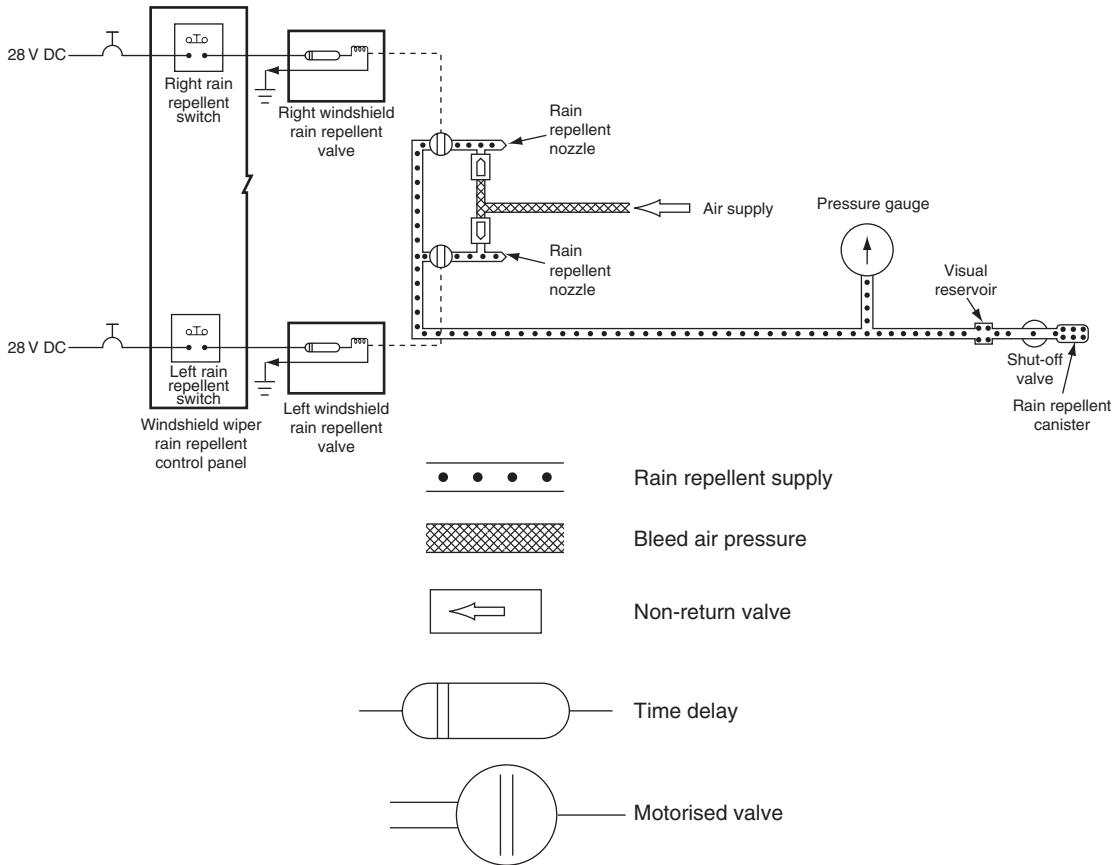 28 V DC
Right rain
repellent
switch
Right windshield
rain repellent
valve
Rain
repellent
nozzle
Air supply
Pressure gauge
Rain
repellent
nozzle
Visual
reservoir
28 V DC
Left rain
repellent
switch
Shut-off
valve
Rain repellent
canister
Windshield wiper
rain repellent
control panel
Left windshield
rain repellent
valve
Rain repellent supply
Bleed air pressure
Non-return valve
Time delay
Motorised valve